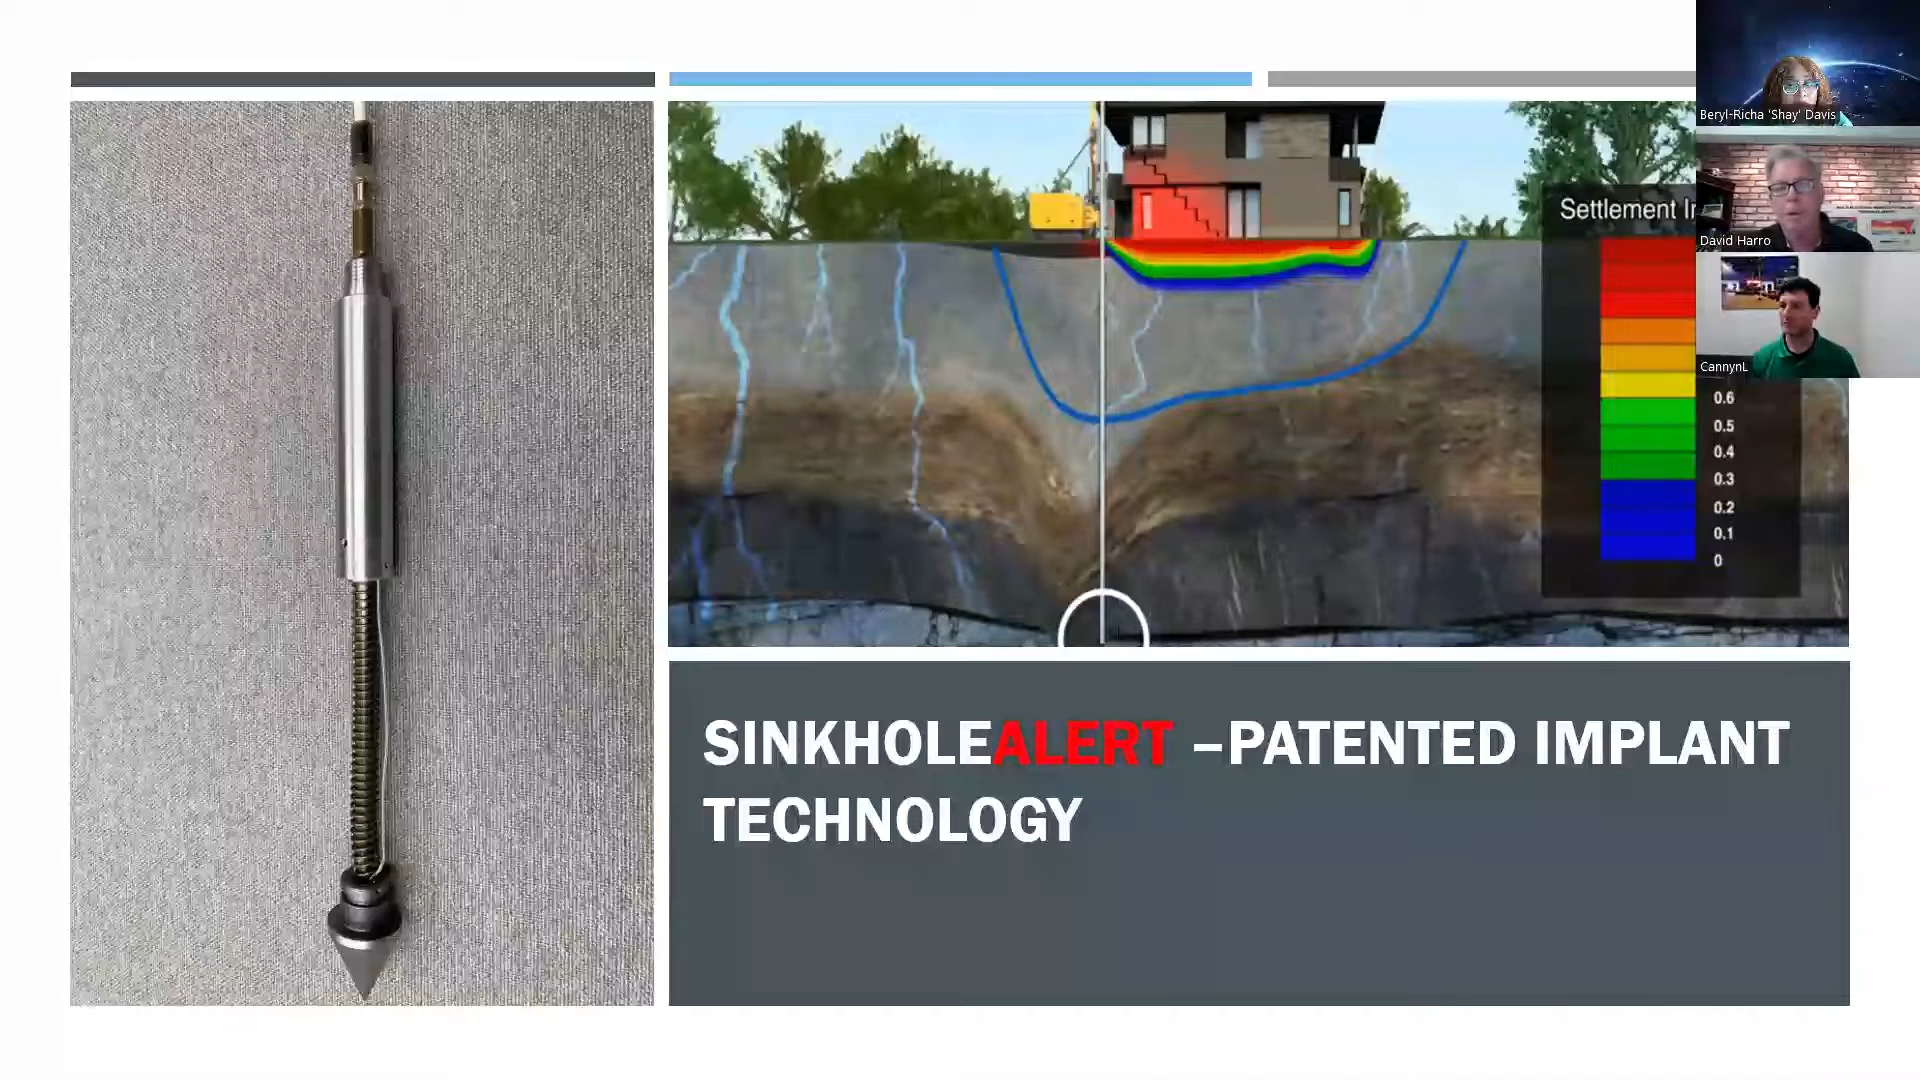 Beryl-Richa 'Shay' Davis
David Harro
CannynL
Settlement
0.6
0.5
0.4
0.3
0.2
0.1
0
SINKHOLEALERT –PATENTED IMPLANT
TECHNOLOGY